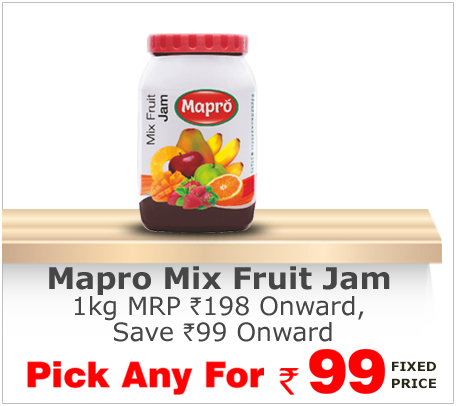 Mapro
Mix Fruit
Jam
Mapro Mix Fruit Jam
1kg MRP ₹198 Onward,
Save ₹99 Onward
Pick Any For ₹ 99 FIXED
PRICE